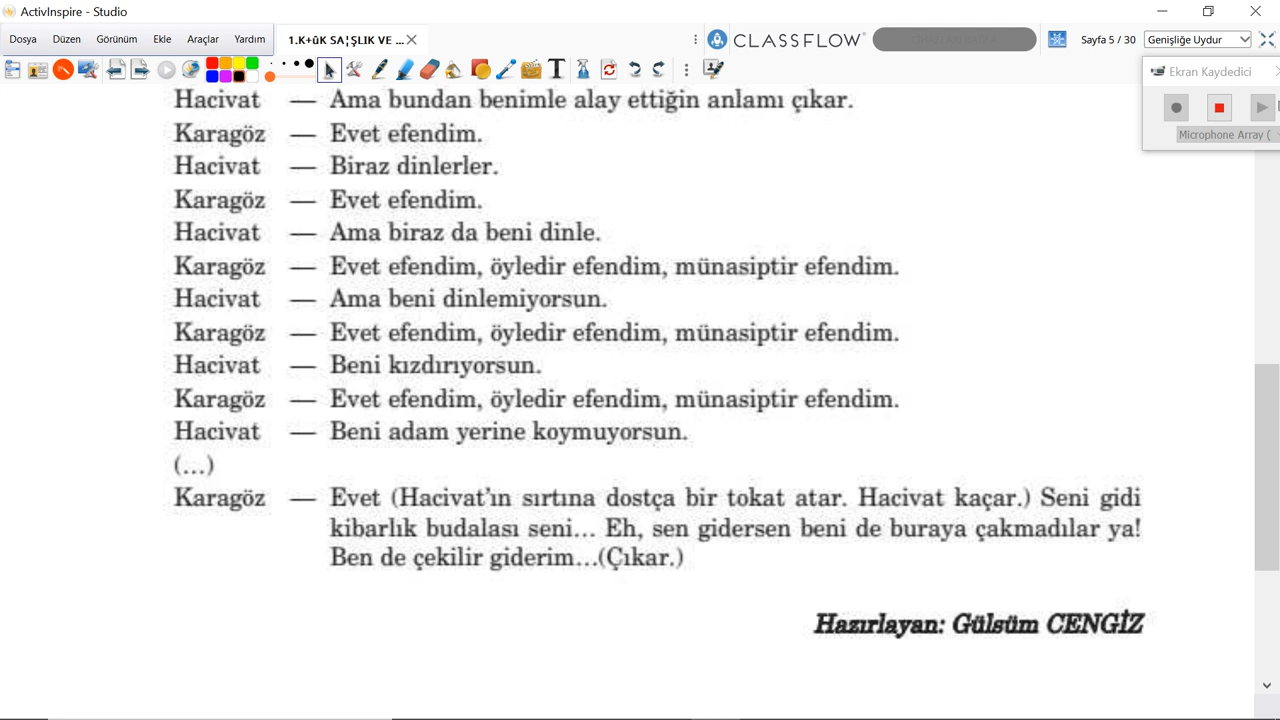 ActivInspire - Studio
Dosya Düzen Görünüm Ekle Araçlar Yardım
1.K+ûK SA¦ŞLIK VE ...
CLASSFLOW
Sayfa 5 / 30
Genişliğe Uydur
Ekran Kaydedici
Microphone Array (
Hacivat — Ama bundan benimle alay ettiğin anlamı çıkar.
Karagöz — Evet efendim.
Hacivat — Biraz dinlerler.
Karagöz — Evet efendim.
Hacivat — Ama biraz da beni dinle.
Karagöz — Evet efendim, öyledir efendim, münasiptir efendim.
Hacivat — Ama beni dinlemiyorsun.
Karagöz — Evet efendim, öyledir efendim, münasiptir efendim.
Hacivat — Beni kızdırıyorsun.
Karagöz — Evet efendim, öyledir efendim, münasiptir efendim.
Hacivat — Beni adam yerine koymuyorsun.
(...)
Karagöz — Evet (Hacivat'ın sırtına dostça bir tokat atar. Hacivat kaçar.) Seni gidi
kibarlık budalası seni... Eh, sen gidersen beni de buraya çakmadılar ya!
Ben de çekilir giderim...(Çıkar.)
Hazırlayan: Gülsüm CENGİZ